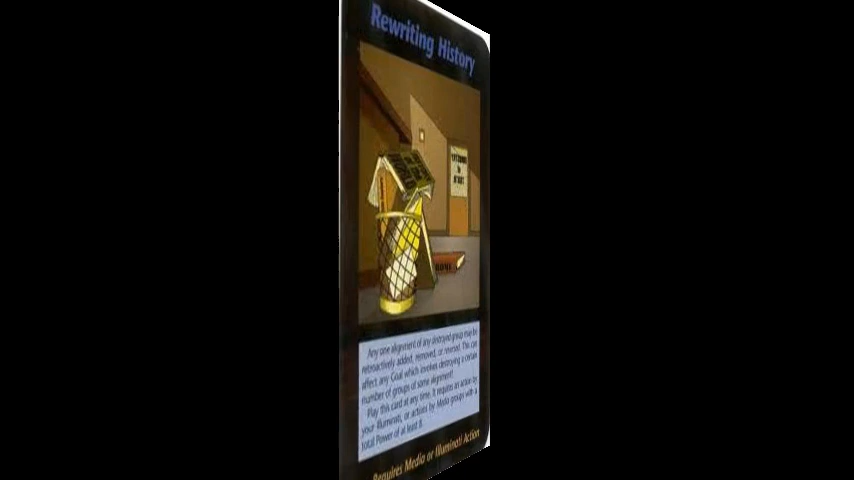 Rewriting History
WORLD
Any one alignment of any destroyed group may be
retroactively added, removed, or reversed. This can
affect any Goal which involves destroying a certain
number of groups of some alignment!
Play this card at any time. It requires an action by
your Illuminati, or actions by Media groups with a
total Power of at least 8.
Requires Media or Illuminati Action